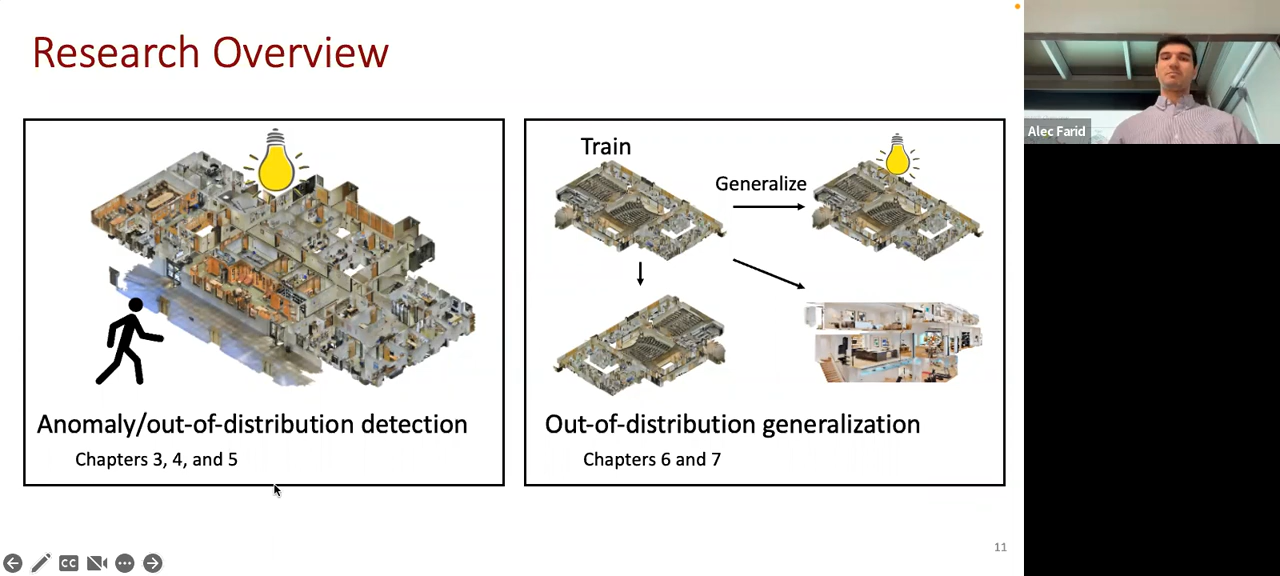 Research Overview
Alec Farid
Train
Generalize
Anomaly/out-of-distribution detection
Chapters 3, 4, and 5
Out-of-distribution generalization
Chapters 6 and 7
11
CC